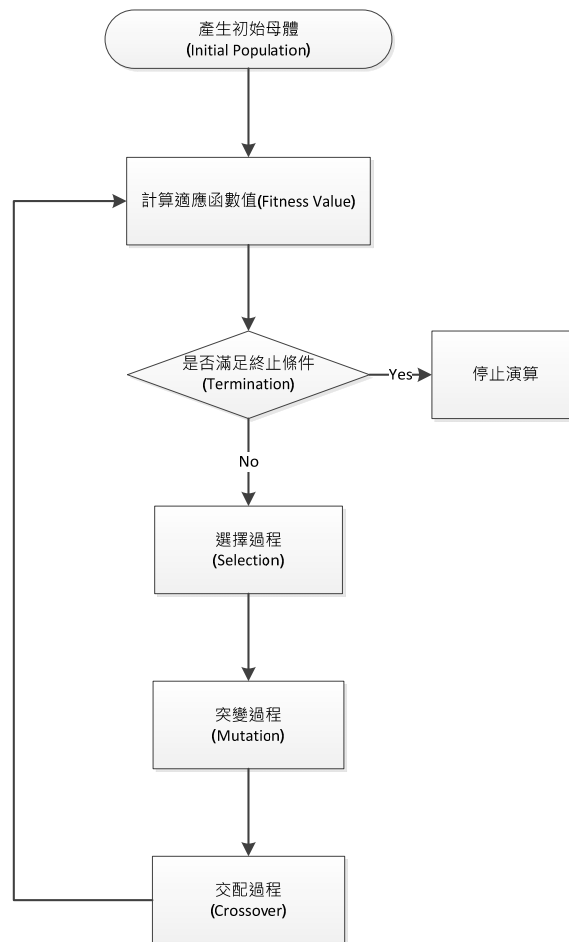 產生初始母體
(Initial Population)
計算適應函數值(Fitness Value)
是否滿足終止條件
(Termination)
Yes
停止演算
No
選擇過程
(Selection)
突變過程
(Mutation)
交配過程
(Crossover)